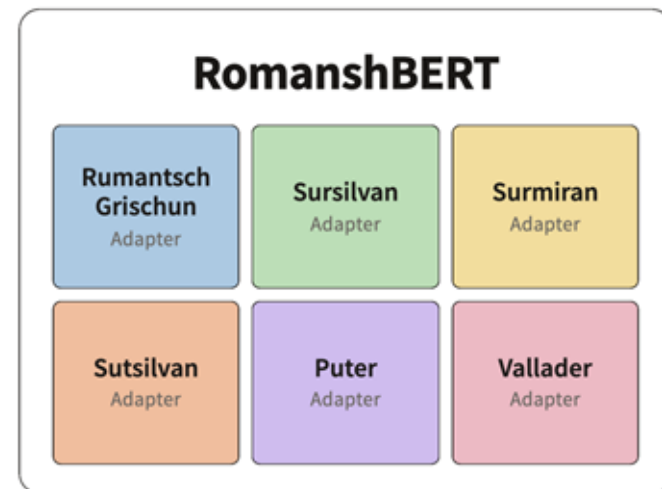 RomanshBERT
Rumantsch
Grischun
Adapter
Sursilvan
Adapter
Surmiran
Adapter
Sutsilvan
Adapter
Puter
Adapter
Vallader
Adapter